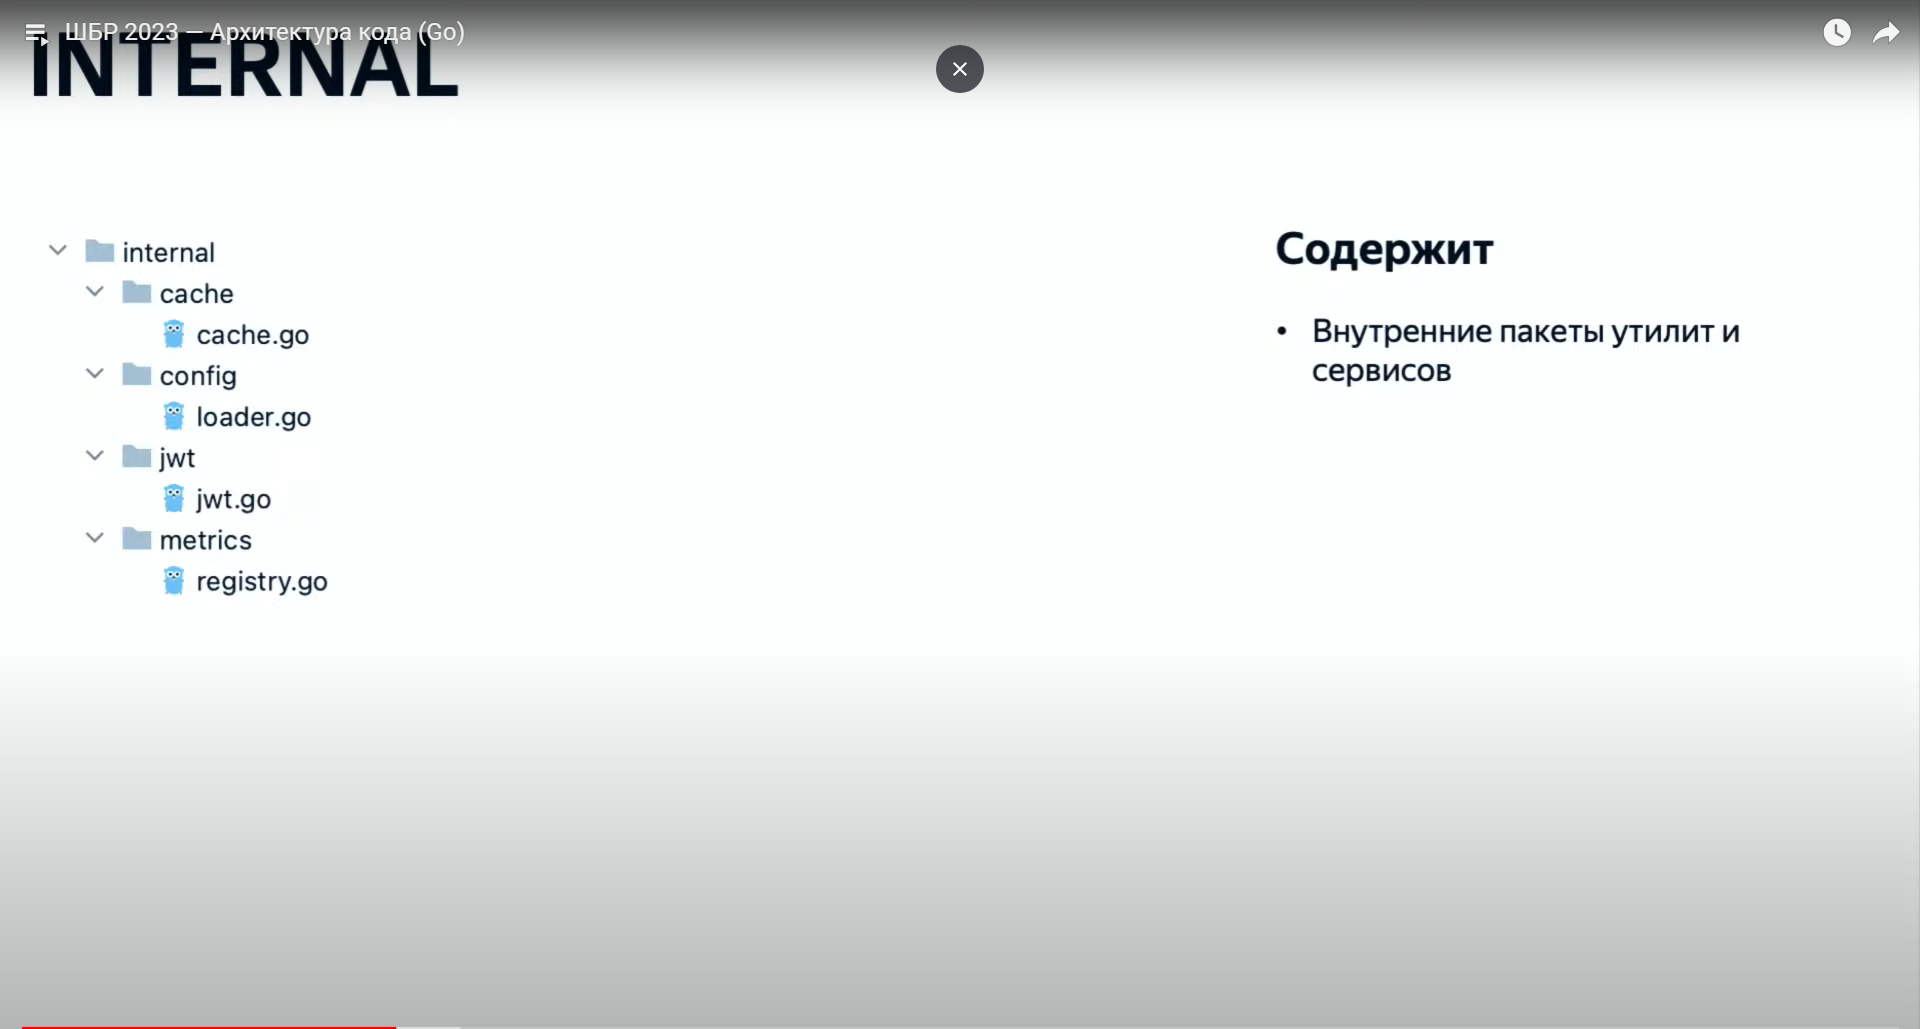 ШБР 2023 — Архитектура кода (Go)
INTERNAL
internal
cache
cache.go
config
loader.go
jwt
jwt.go
metrics
registry.go
Содержит
• Внутренние пакеты утилит и
сервисов